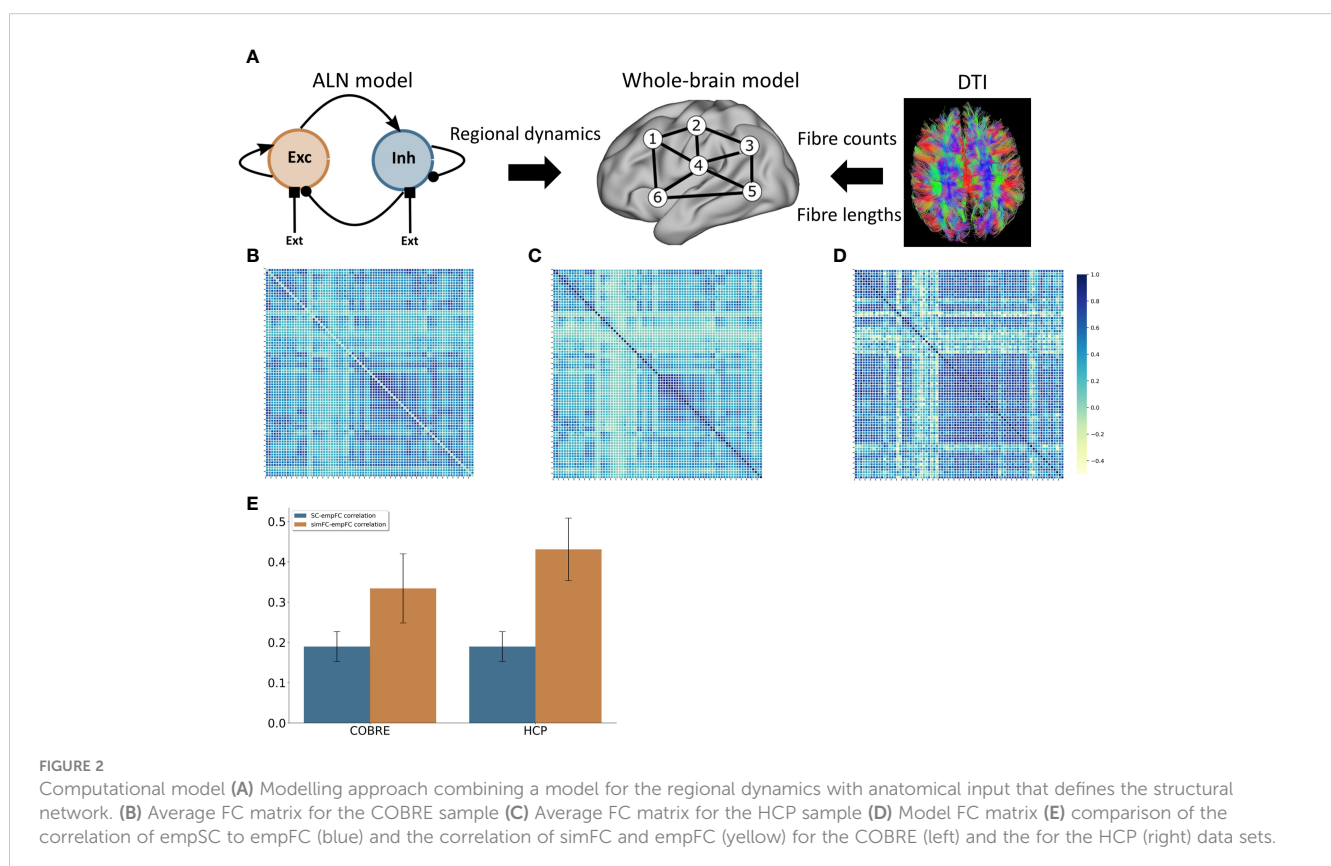 A
ALN model
Whole-brain model
DTI
Regional dynamics
Fibre counts
Fibre lengths
Exc
Inh
Ext
Ext
1
2
3
4
5
6
B
C
D
1.0
0.8
0.6
0.4
0.2
0.0
−0.2
−0.4
E
SC-empFC correlation
simFC-empFC correlation
0.5
0.4
0.3
0.2
0.1
0.0
COBRE
HCP
FIGURE 2
Computational model (A) Modelling approach combining a model for the regional dynamics with anatomical input that defines the structural
network. (B) Average FC matrix for the COBRE sample (C) Average FC matrix for the HCP sample (D) Model FC matrix (E) comparison of the
correlation of empSC to empFC (blue) and the correlation of simFC and empFC (yellow) for the COBRE (left) and the for the HCP (right) data sets.